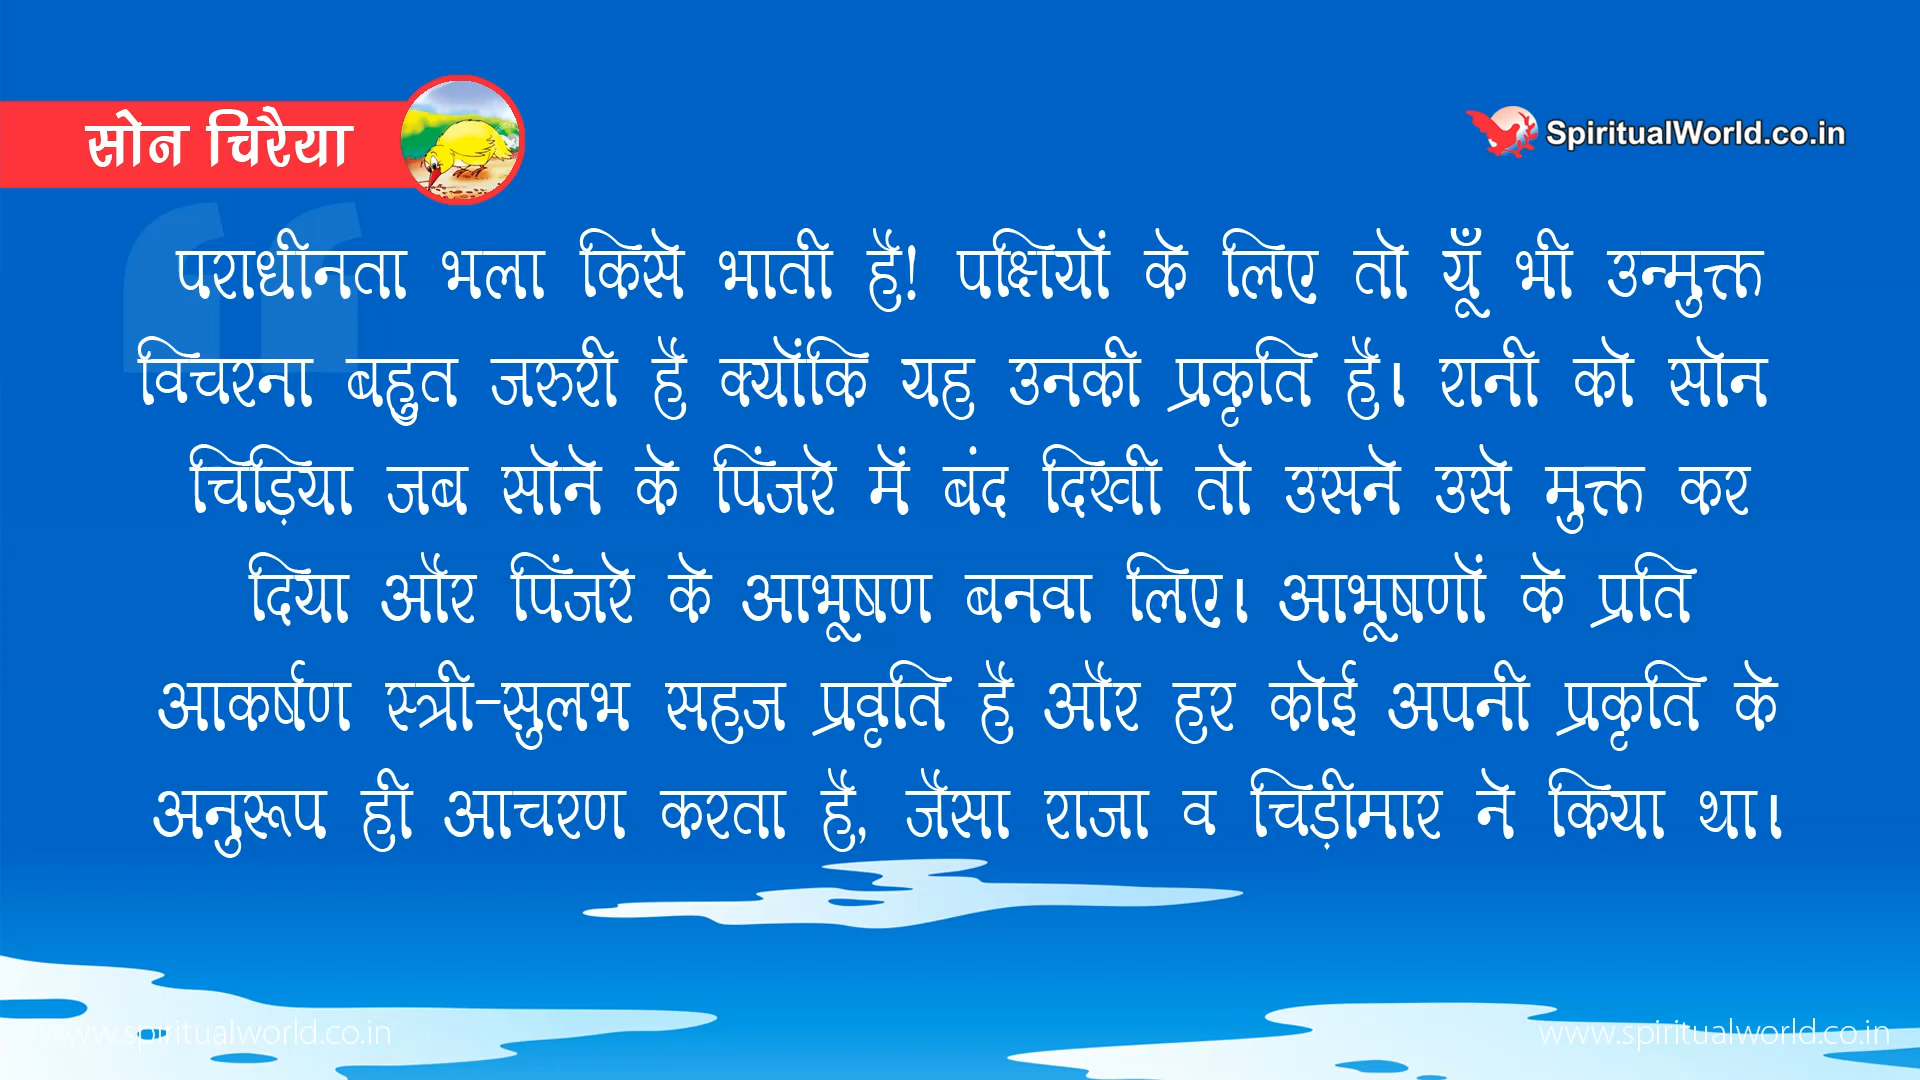 सोन चिरैया
SpiritualWorld.co.in
पराधीनता भला किसे भाती है! पक्षियों के लिए तो यूँ भी उन्मुक्त
विचरना बहुत जरुरी है क्योंकि यह उनकी प्रकृति है। रानी को सोन
चिड़िया जब सोने के पिंजरे में बंद दिखी तो उसने उसे मुक्त कर
दिया और पिंजरे के आभूषण बनवा लिए। आभूषणों के प्रति
आकर्षण स्त्री-सुलभ सहज प्रवृति है और हर कोई अपनी प्रकृति के
अनुरूप ही आचरण करता है, जैसा राजा व चिड़ीमार ने किया था।
www.spiritualworld.co.in
www.spiritualworld.co.in